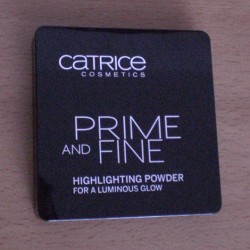 CATRICE
COSMETICS
PRIME
AND FINE
HIGHLIGHTING POWDER
FOR A LUMINOUS GLOW